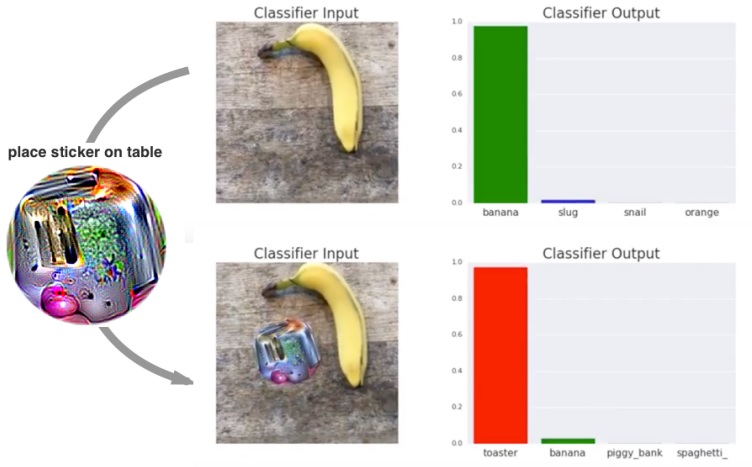 Classifier Input
Classifier Output
1.0
0.8
0.6
0.4
0.2
0.0
banana slug snail orange
place sticker on table
Classifier Input
Classifier Output
1.0
0.8
0.6
0.4
0.2
0.0
toaster banana piggy_bank spaghetti_